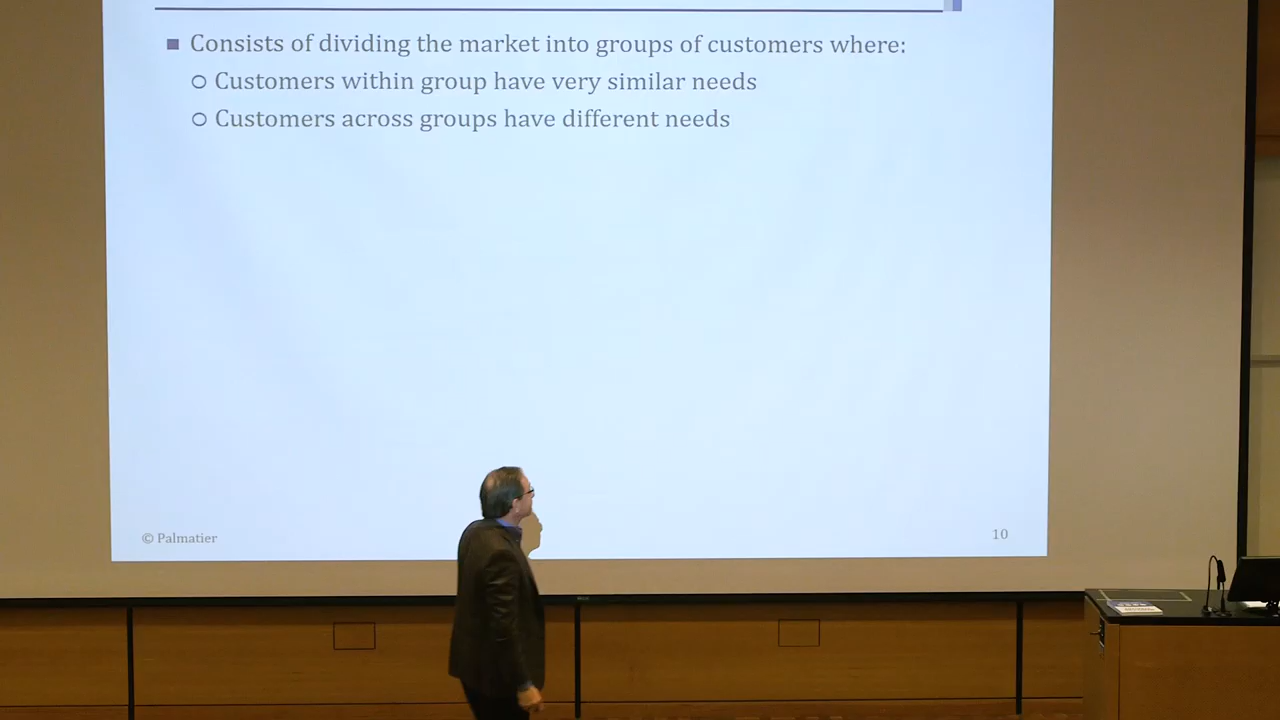 ■ Consists of dividing the market into groups of customers where:
○ Customers within group have very similar needs
○ Customers across groups have different needs
© Palmatier
10